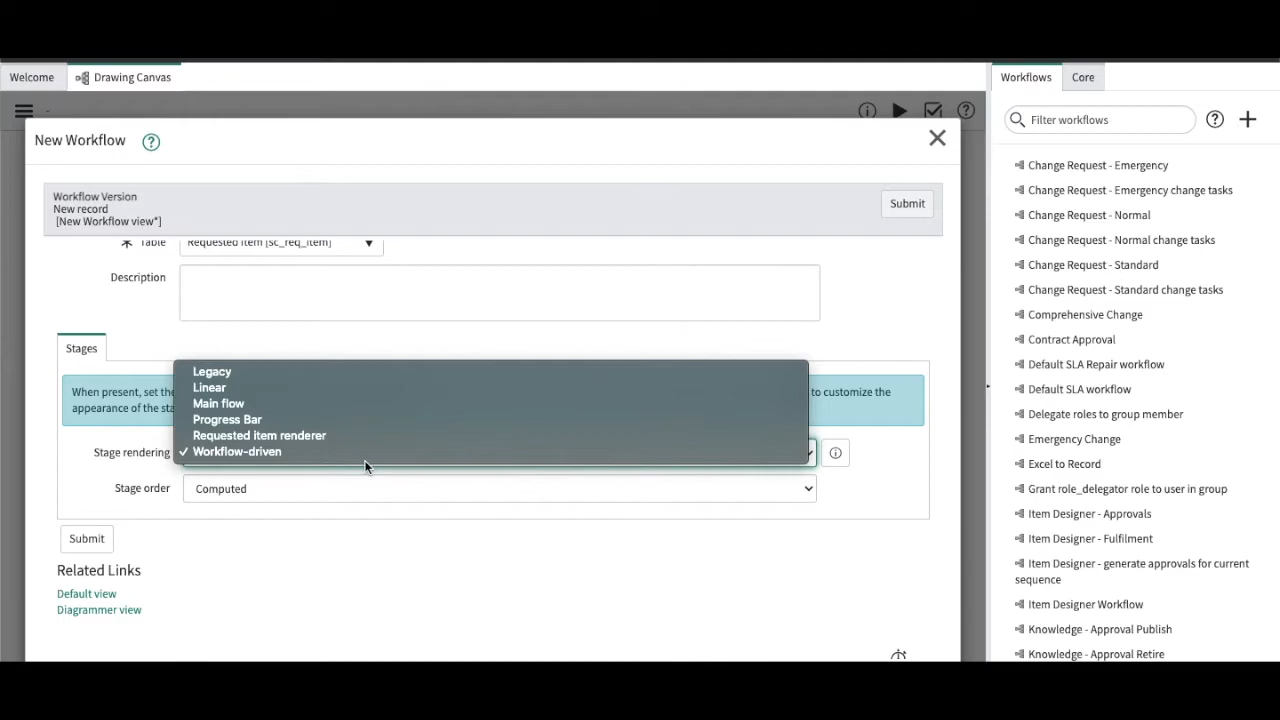 Welcome
Drawing Canvas
Workflows
Core
-
New Workflow
Filter workflows
Workflow Version
New record
[New Workflow view*]
Submit
Table
Requested Item [sc_req_item]
Description
Stages
When present, set the
to customize the
appearance of the sta
Legacy
Linear
Main flow
Progress Bar
Requested item renderer
✓ Workflow-driven
Stage rendering
Stage order
Computed
Submit
Related Links
Default view
Diagrammer view
Change Request - Emergency
Change Request - Emergency change tasks
Change Request - Normal
Change Request - Normal change tasks
Change Request - Standard
Change Request - Standard change tasks
Comprehensive Change
Contract Approval
Default SLA Repair workflow
Default SLA workflow
Delegate roles to group member
Emergency Change
Excel to Record
Grant role_delegator role to user in group
Item Designer - Approvals
Item Designer - Fulfilment
Item Designer - generate approvals for current
sequence
Item Designer Workflow
Knowledge - Approval Publish
Knowledge - Approval Retire